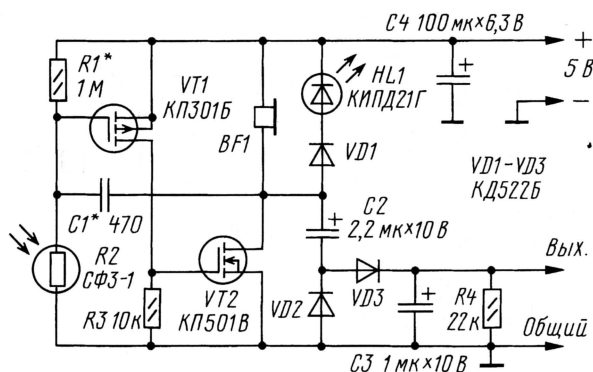 C4 100 мк×6,3 В
+
R1*
1 М
VT1
КП301Б
BF1
HL1
КИПД21Г
+
5 В
–
VD1
VD1–VD3
КД522Б
C1* 470
+
C2
2,2 мк×10 В
R2
СФ3-1
Вых.
R3 10к
VT2
КП501В
VD2
VD3
+
R4
22к
Общий
C3 1 мк×10 В